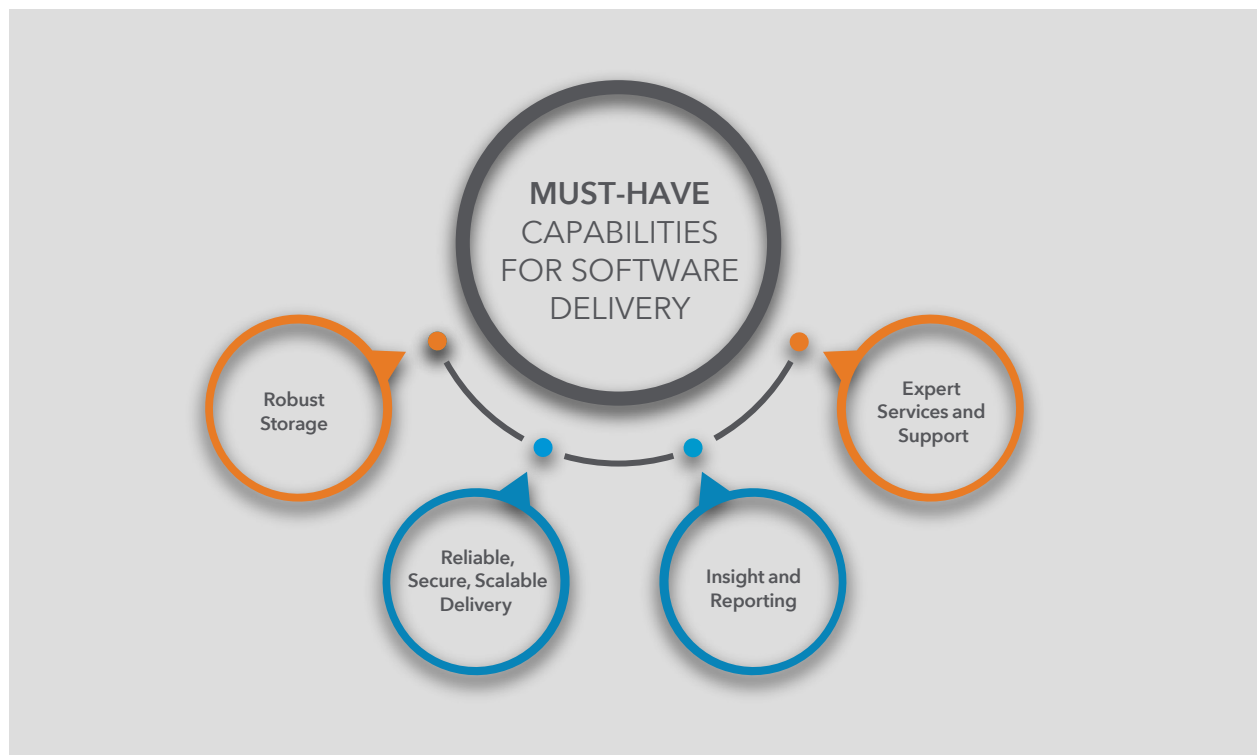 MUST-HAVE
CAPABILITIES
FOR SOFTWARE
DELIVERY
Robust
Storage
Reliable,
Secure, Scalable
Delivery
Insight and
Reporting
Expert
Services and
Support